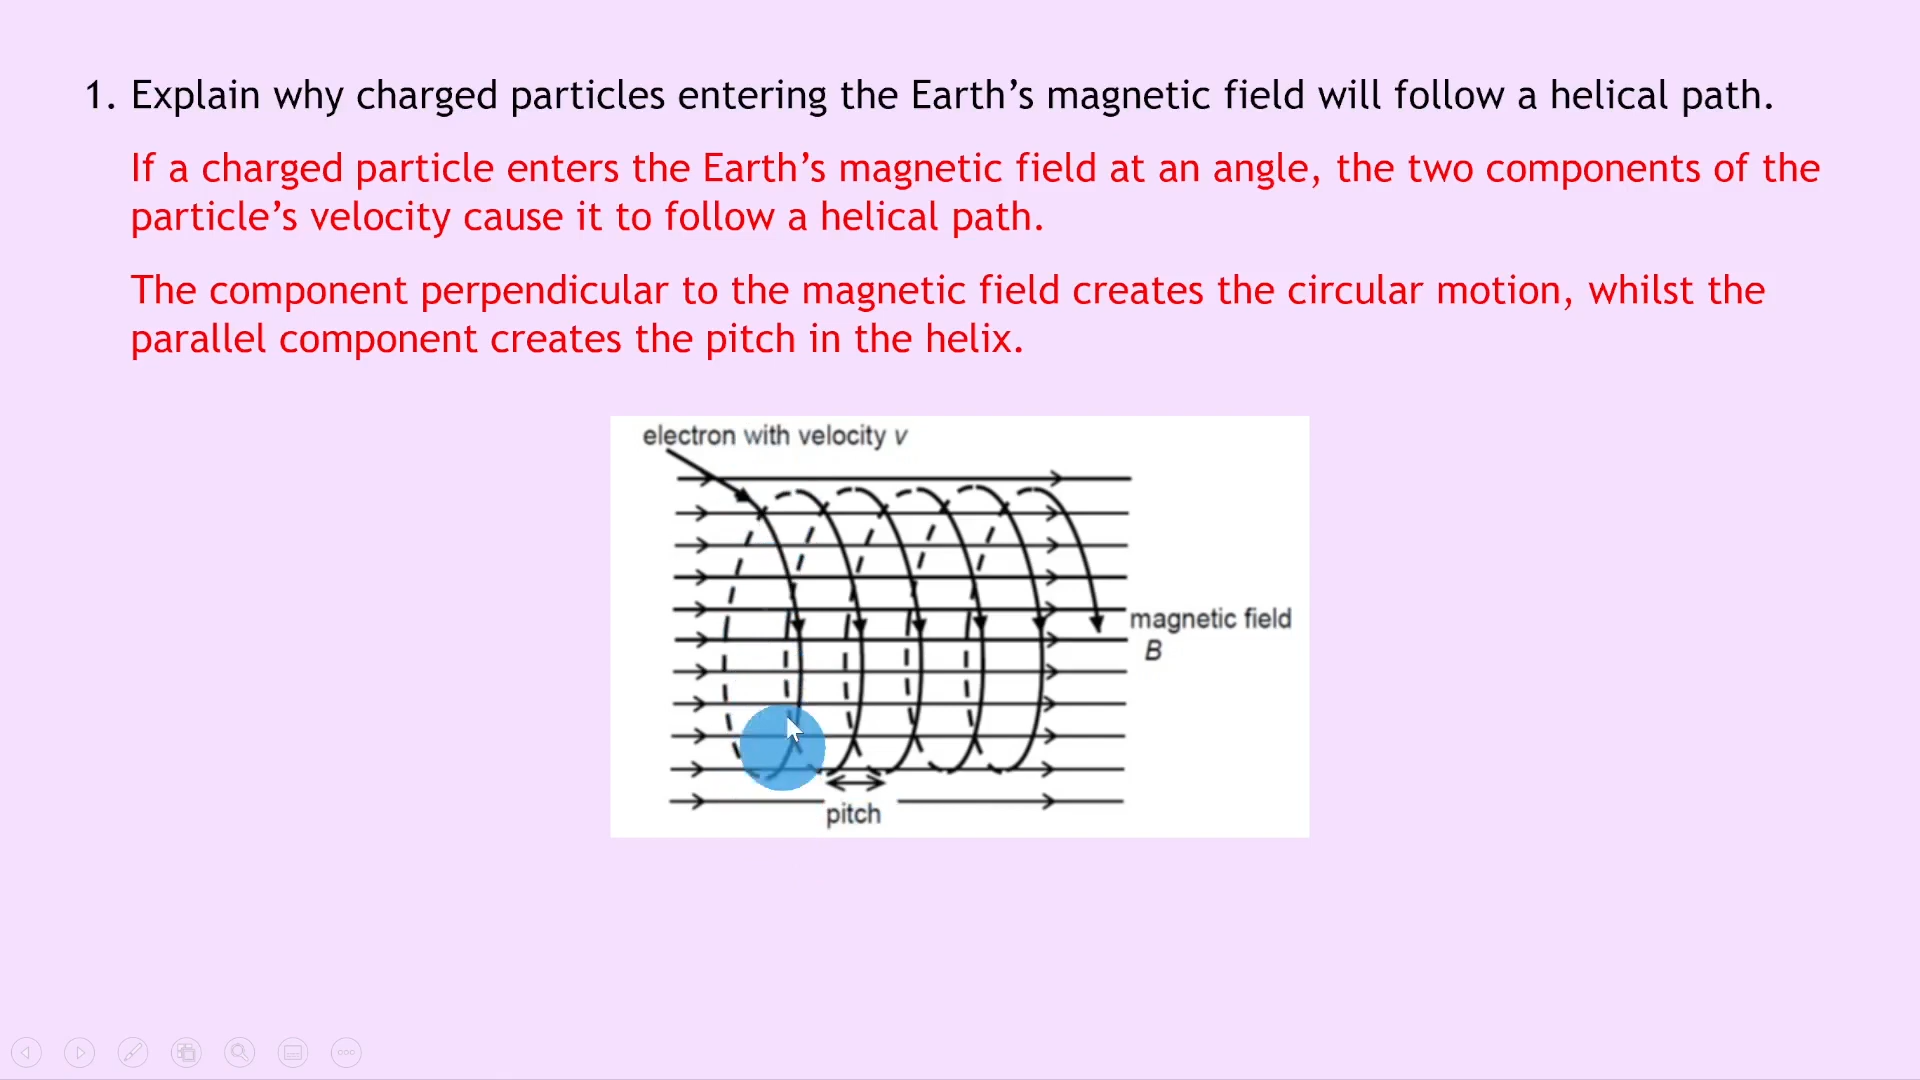 1. Explain why charged particles entering the Earth’s magnetic field will follow a helical path.
If a charged particle enters the Earth’s magnetic field at an angle, the two components of the
particle’s velocity cause it to follow a helical path.
The component perpendicular to the magnetic field creates the circular motion, whilst the
parallel component creates the pitch in the helix.
electron with velocity v
magnetic field
B
pitch